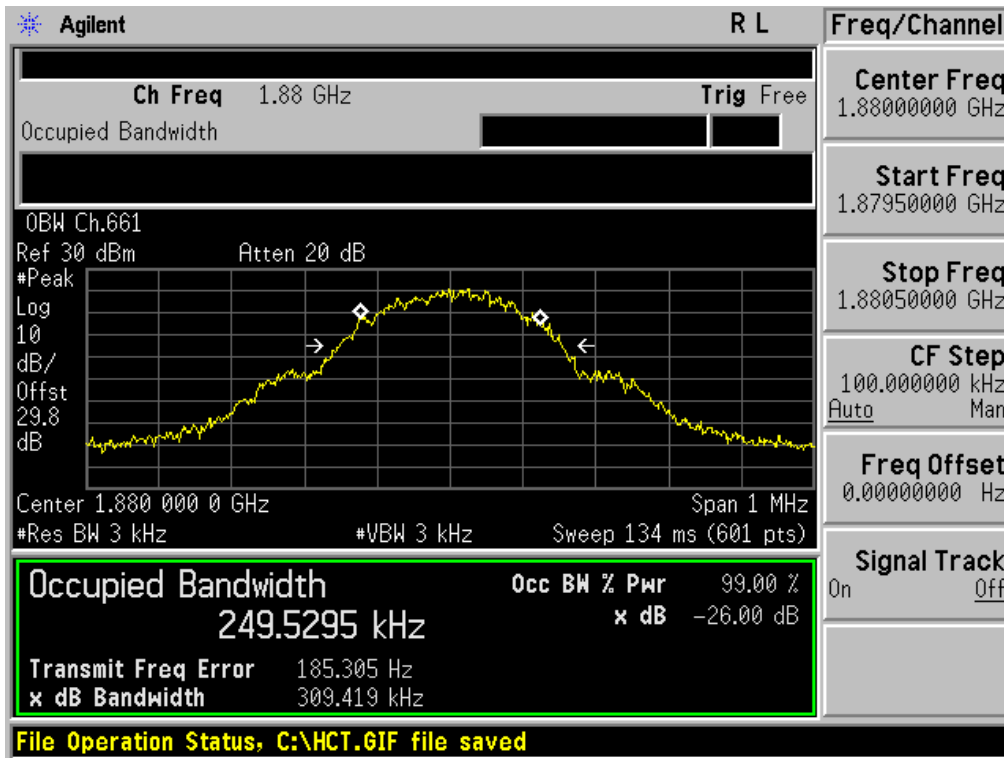 Agilent R L
Freq/Channel
Ch Freq 1.88 GHz Trig Free
Occupied Bandwidth
Center Freq
1.88000000 GHz
Start Freq
1.87950000 GHz
Stop Freq
1.88050000 GHz
CF Step
100.000000 kHz
Auto Man
Freq Offset
0.00000000 Hz
Signal Track
On Off
OBW Ch.661
Ref 30 dBm Atten 20 dB
#Peak
Log
10
dB/
Offst
29.8
dB
Center 1.880 000 0 GHz Span 1 MHz
#Res BW 3 kHz #VBW 3 kHz Sweep 134 ms (601 pts)
Occupied Bandwidth Occ BW % Pwr 99.00 %
249.5295 kHz x dB -26.00 dB
Transmit Freq Error 185.305 Hz
x dB Bandwidth 309.419 kHz
File Operation Status, C:\HCT.GIF file saved